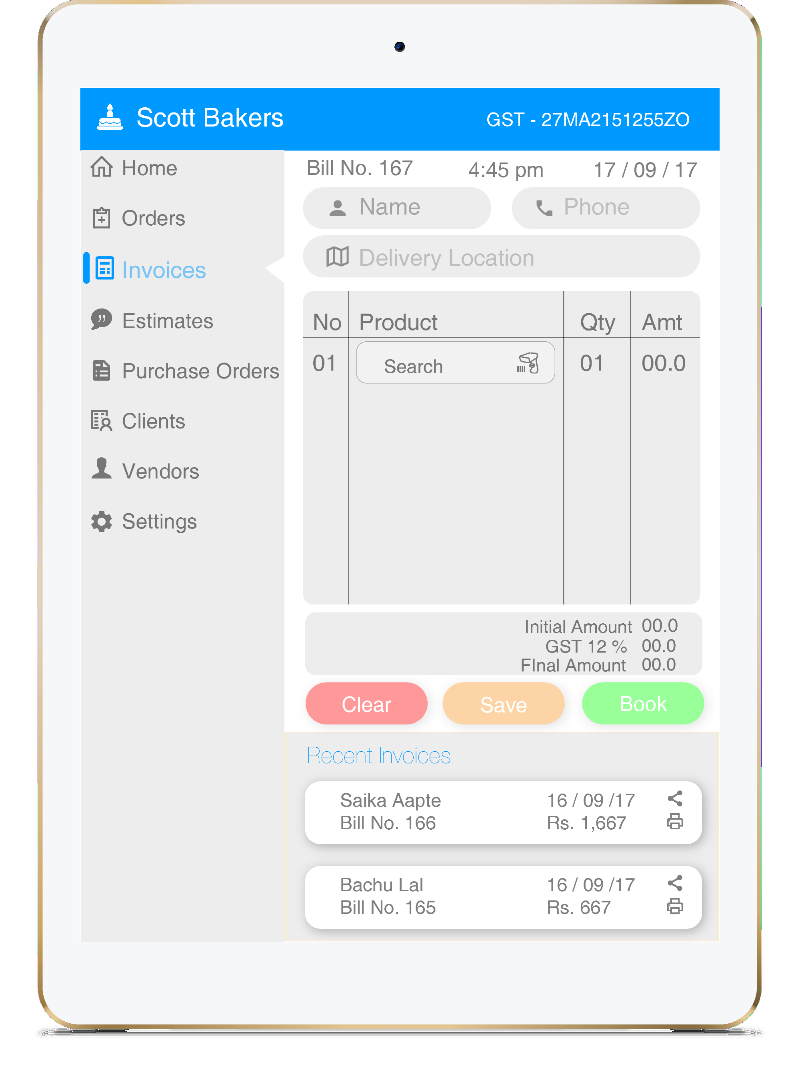 Scott Bakers
GST - 27MA2151255ZO
Home
Orders
Invoices
Estimates
Purchase Orders
Clients
Vendors
Settings
Bill No. 167 4:45 pm 17 / 09 / 17
Name Phone
Delivery Location
No Product Qty Amt
01 Search 01 00.0
Initial Amount 00.0
GST 12 % 00.0
FInal Amount 00.0
Clear Save Book
Recent Invoices
Saika Aapte 16 / 09 /17
Bill No. 166 Rs. 1,667
Bachu Lal 16 / 09 /17
Bill No. 165 Rs. 667